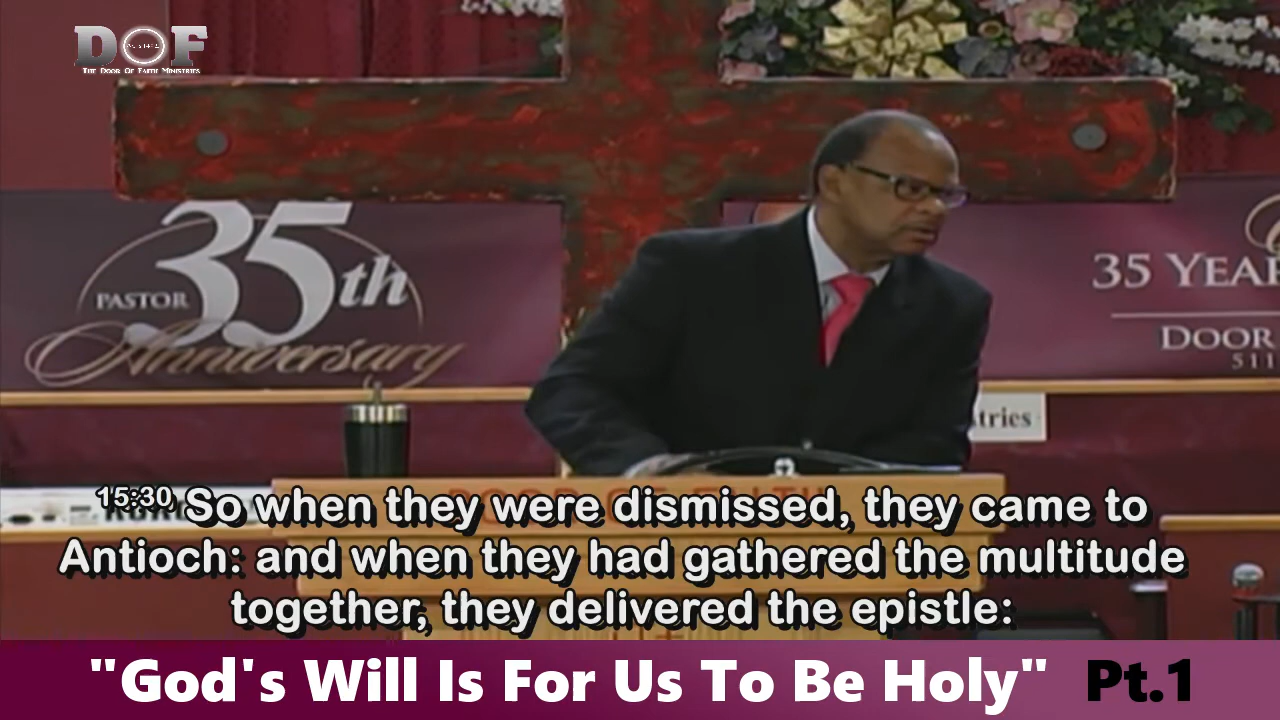 DOF
THE DOOR OF FAITH MINISTRIES
35th
PASTOR
Anniversary
35 YEA
DOOR
511
tries
15:30 So when they were dismissed, they came to
Antioch: and when they had gathered the multitude
together, they delivered the epistle:
"God's Will Is For Us To Be Holy" Pt.1